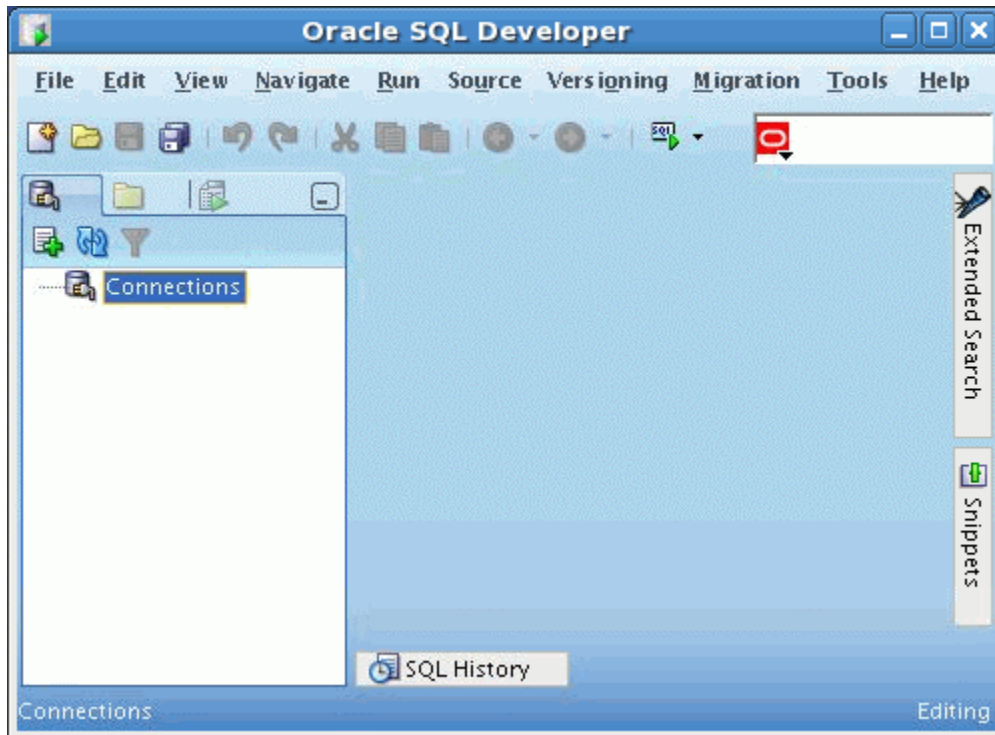 Oracle SQL Developer
File Edit View Navigate Run Source Versioning Migration Tools Help
SQL
Connections
Extended Search
Snippets
SQL History
Connections Editing